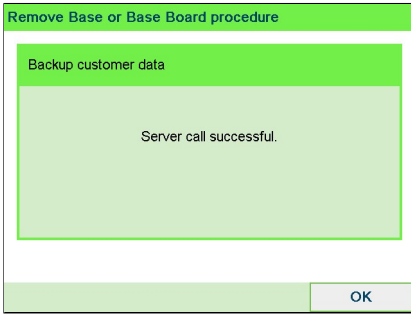 Remove Base or Base Board procedure
Backup customer data
Server call successful.
OK